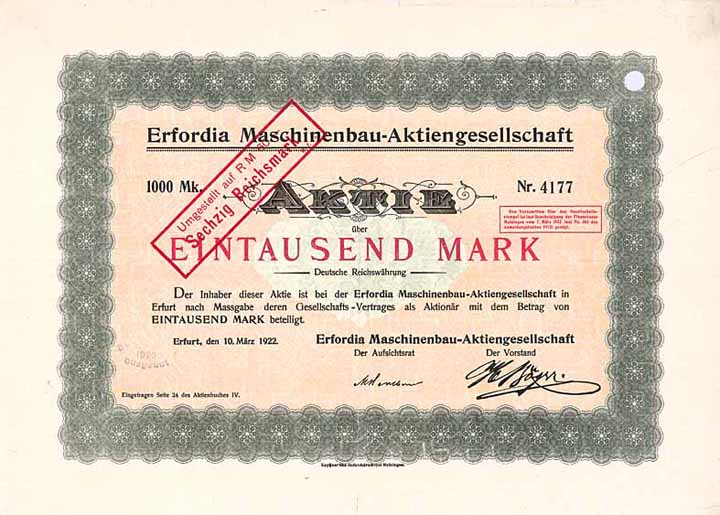 Erfordia Maschinenbau-Aktiengesellschaft
Umgestellt auf R M 60
Sechzig Reichsmark
1000 Mk.
AKTIE
Nr. 4177
über
EINTAUSEND MARK
Deutsche Reichswährung
Der Inhaber dieser Aktie ist bei der Erfordia Maschinenbau-Aktiengesellschaft in
Erfurt nach Massgabe deren Gesellschafts-Vertrages als Aktionär mit dem Betrag von
EINTAUSEND MARK beteiligt.
Erfurt, den 10. März 1922.
Erfordia Maschinenbau-Aktiengesellschaft
Der Aufsichtsrat
Der Vorstand
Eingetragen Seite 24 des Aktienbuches IV.